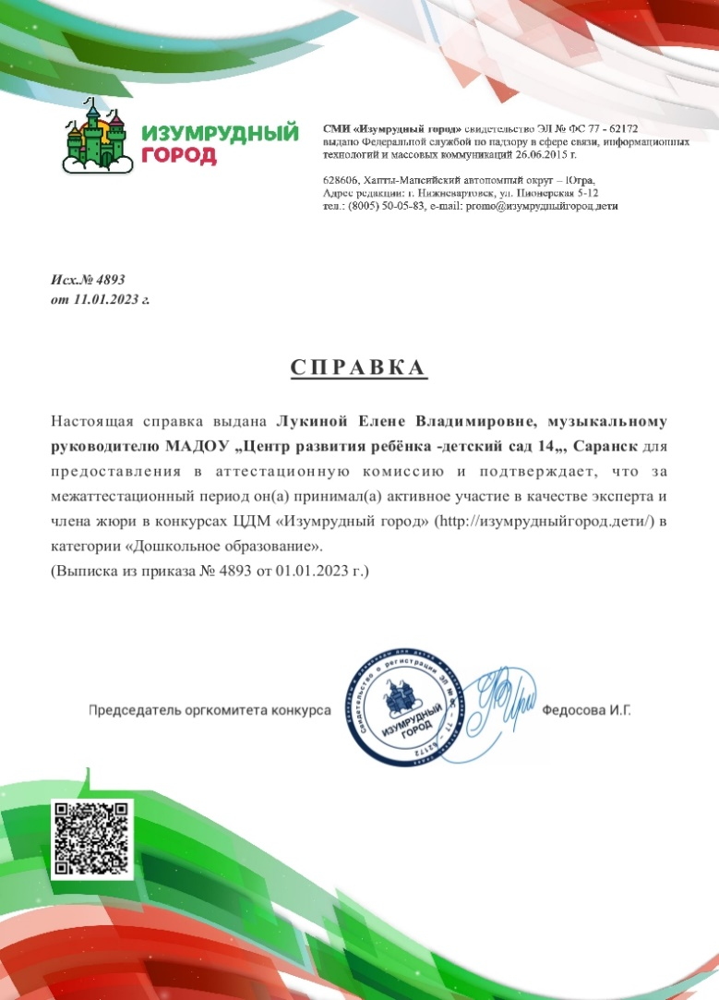 ИЗУМРУДНЫЙ
ГОРОД
СМИ «Изумрудный город» свидетельство ЭЛ № ФС 77 - 62172
выдано Федеральной службой по надзору в сфере связи, информационных
технологий и массовых коммуникаций 26.06.2015 г.
628606, Ханты-Мансийский автономный округ – Югра,
Адрес редакции: г. Нижневартовск, ул. Пионерская 5-12
тел.: (8005) 50-05-83, e-mail: promo@изумрудныйгород.дети
Исх.№ 4893
от 11.01.2023 г.
СПРАВКА
Настоящая справка выдана Лукиной Елене Владимировне, музыкальному
руководителю МАДОУ „Центр развития ребёнка -детский сад 14„, Саранск для
предоставления в аттестационную комиссию и подтверждает, что за
межаттестационный период он(а) принимал(а) активное участие в качестве эксперта и
члена жюри в конкурсах ЦДМ «Изумрудный город» (http://изумрудныйгород.дети/) в
категории «Дошкольное образование».
(Выписка из приказа № 4893 от 01.01.2023 г.)
Председатель оргкомитета конкурса
Свидетельство о регистрации ЭЛ № ФС - 77 - 62172
ИЗУМРУДНЫЙ
ГОРОД
Федосова И.Г.